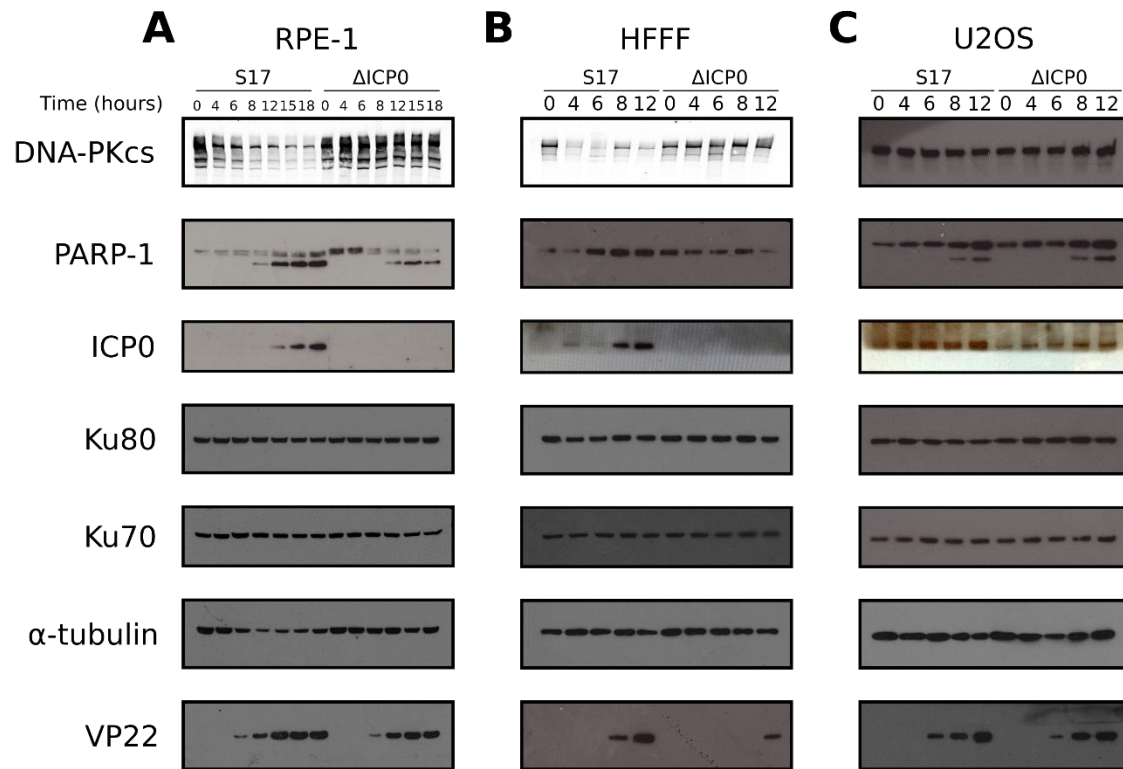 A B C
RPE-1 HFFF U2OS
S17 ΔICP0 S17 ΔICP0 S17 ΔICP0
Time (hours) 0 4 6 8 12 15 18 0 4 6 8 12 15 18 0 4 6 8 12 0 4 6 8 12 0 4 6 8 12 0 4 6 8 12
DNA-PKcs
PARP-1
ICP0
Ku80
Ku70
α-tubulin
VP22